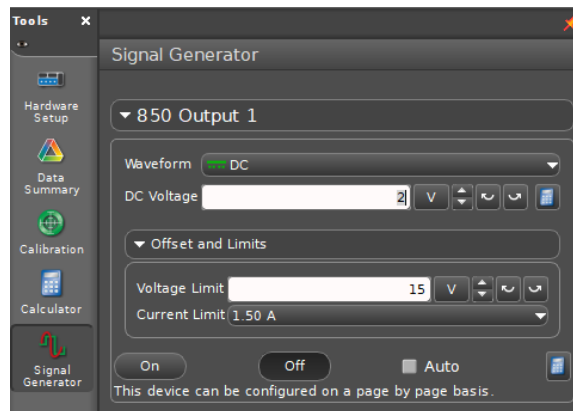 Tools ×
Signal Generator
Hardware
Setup
Data
Summary
Calibration
Calculator
Signal
Generator
850 Output 1
Waveform DC
DC Voltage 2 V
Offset and Limits
Voltage Limit 15 V
Current Limit 1.50 A
On Off Auto
This device can be configured on a page by page basis.